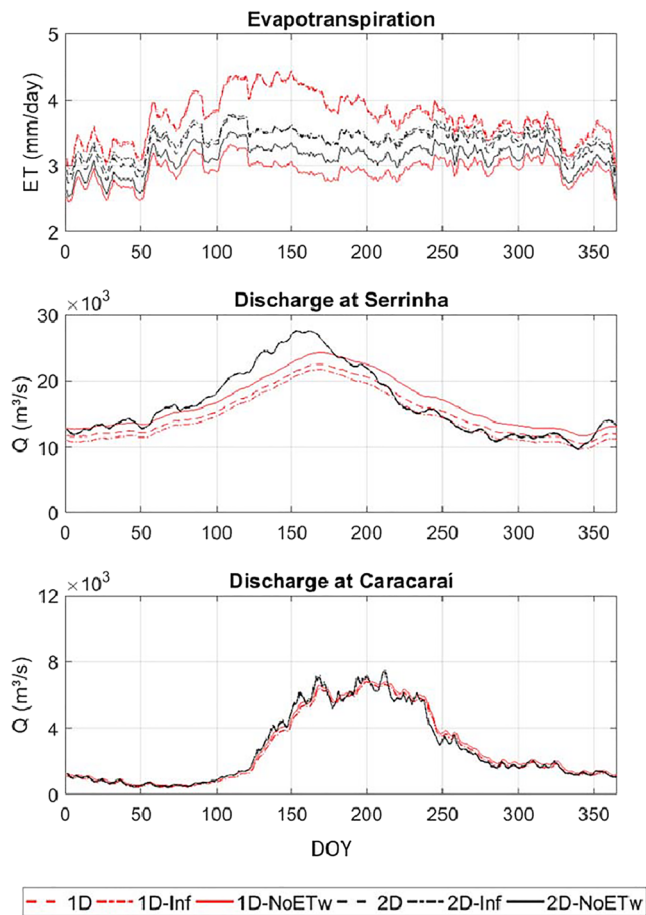 Evapotranspiration
ET (mm/day)
5
4
3
2
0 50 100 150 200 250 300 350
Discharge at Serrinha
×10³
Q (m³/s)
30
20
10
0
0 50 100 150 200 250 300 350
Discharge at Caracaraí
×10³
Q (m³/s)
12
8
4
0
0 50 100 150 200 250 300 350
DOY
1D 1D-Inf 1D-NoETw 2D 2D-Inf 2D-NoETw